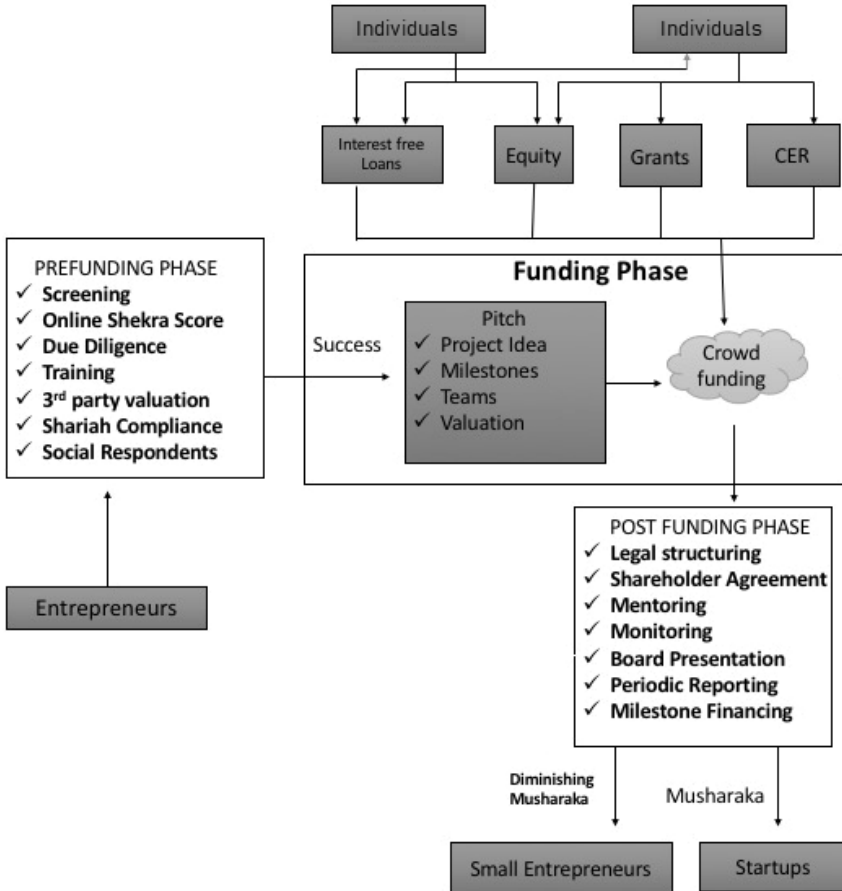 Individuals
Individuals
Interest free
Loans
Equity
Grants
CER
PREFUNDING PHASE
✓ Screening
✓ Online Shekra Score
✓ Due Diligence
✓ Training
✓ 3rd party valuation
✓ Shariah Compliance
✓ Social Respondents
Success
Funding Phase
Pitch
✓ Project Idea
✓ Milestones
✓ Teams
✓ Valuation
Crowd
funding
Entrepreneurs
POST FUNDING PHASE
✓ Legal structuring
✓ Shareholder Agreement
✓ Mentoring
✓ Monitoring
✓ Board Presentation
✓ Periodic Reporting
✓ Milestone Financing
Diminishing
Musharaka
Musharaka
Small Entrepreneurs
Startups